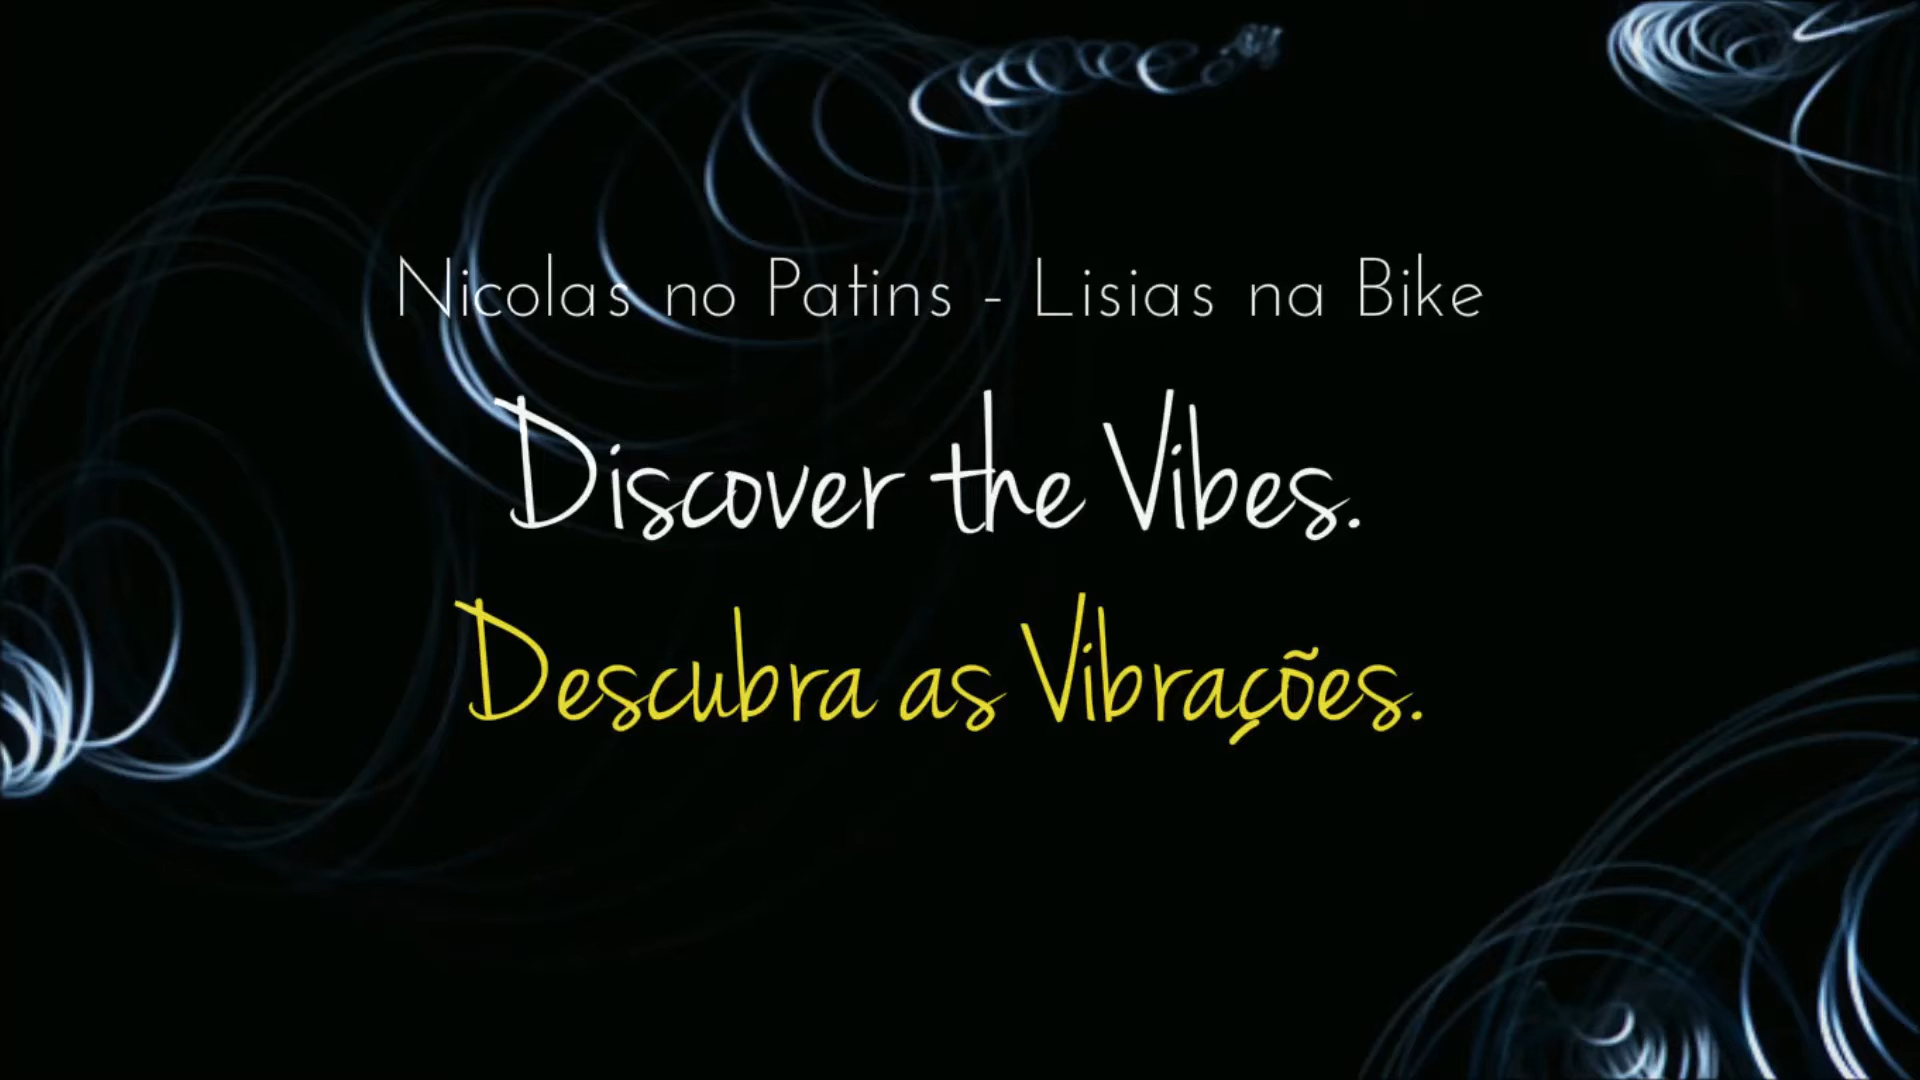 Nicolas no Patins - Lisias na Bike
Discover the Vibes.
Descubra as Vibrações.